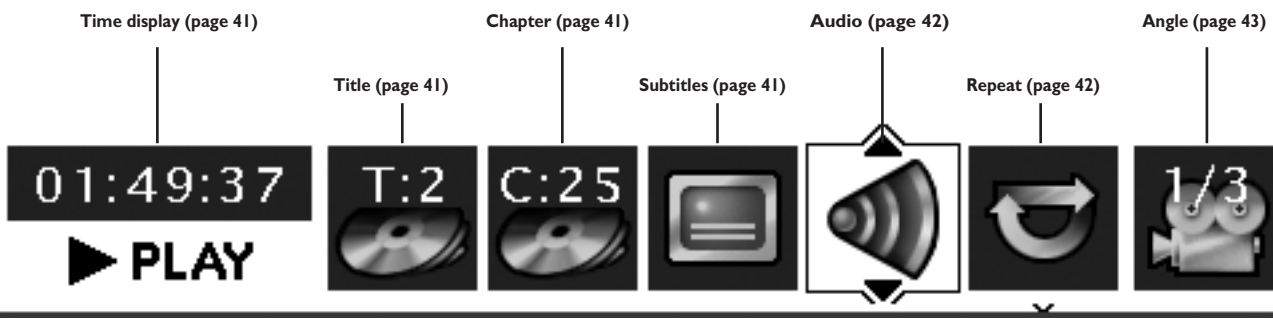 Time display (page 41)
Chapter (page 41)
Audio (page 42)
Angle (page 43)
Title (page 41)
Subtitles (page 41)
Repeat (page 42)
01:49:37
T:2
C:25
1/3
PLAY